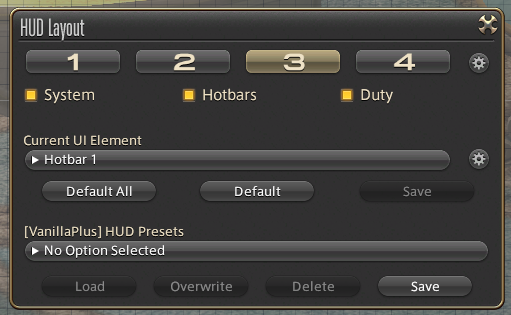 HUD Layout
1 2 3 4
System Hotbars Duty
Current UI Element
Hotbar 1
Default All Default Save
[VanillaPlus] HUD Presets
No Option Selected
Load Overwrite Delete Save